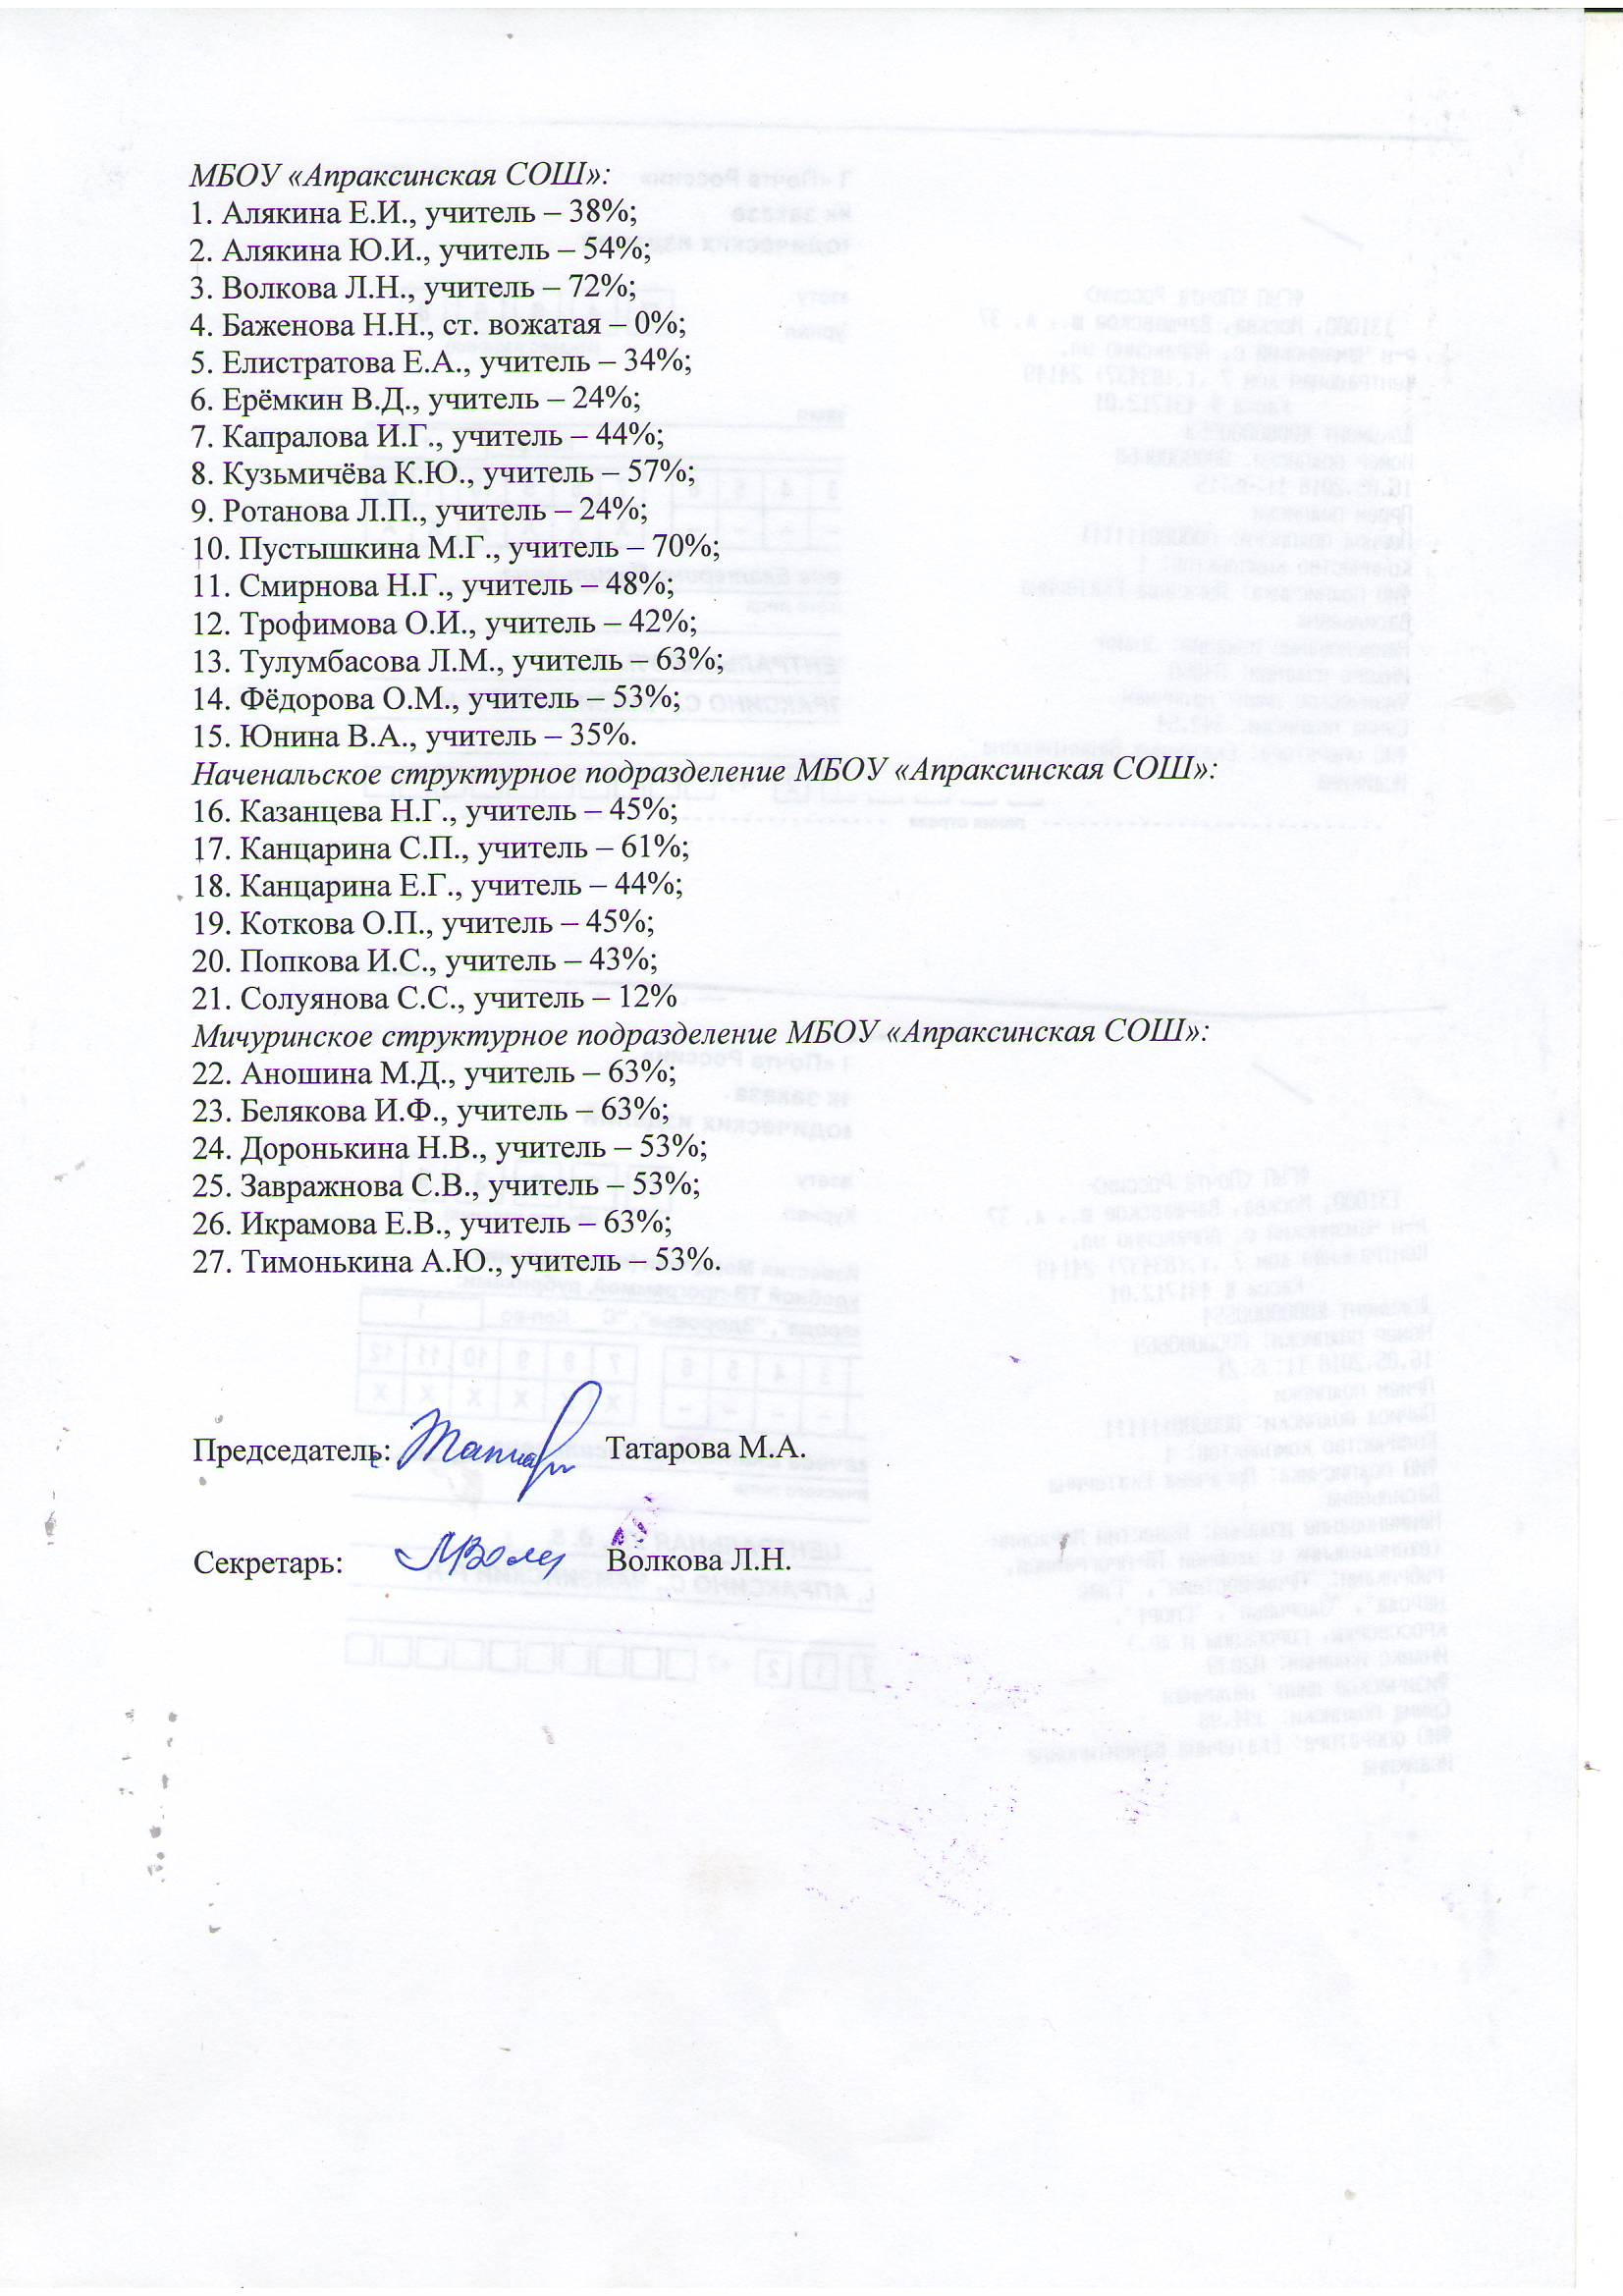 МБОУ «Апраксинская СОШ»:
1. Алякина Е.И., учитель – 38%;
2. Алякина Ю.И., учитель – 54%;
3. Волкова Л.Н., учитель – 72%;
4. Баженова Н.Н., ст. вожатая – 0%;
5. Елистратова Е.А., учитель – 34%;
6. Ерёмкин В.Д., учитель – 24%;
7. Капралова И.Г., учитель – 44%;
8. Кузьмичёва К.Ю., учитель – 57%;
9. Ротанова Л.П., учитель – 24%;
10. Пустышкина М.Г., учитель – 70%;
11. Смирнова Н.Г., учитель – 48%;
12. Трофимова О.И., учитель – 42%;
13. Тулумбасова Л.М., учитель – 63%;
14. Фёдорова О.М., учитель – 53%;
15. Юнина В.А., учитель – 35%.
Наченальское структурное подразделение МБОУ «Апраксинская СОШ»:
16. Казанцева Н.Г., учитель – 45%;
17. Канцарина С.П., учитель – 61%;
18. Канцарина Е.Г., учитель – 44%;
19. Коткова О.П., учитель – 45%;
20. Попкова И.С., учитель – 43%;
21. Солуянова С.С., учитель – 12%
Мичуринское структурное подразделение МБОУ «Апраксинская СОШ»:
22. Аношина М.Д., учитель – 63%;
23. Белякова И.Ф., учитель – 63%;
24. Доронькина Н.В., учитель – 53%;
25. Завражнова С.В., учитель – 53%;
26. Икрамова Е.В., учитель – 63%;
27. Тимонькина А.Ю., учитель – 53%.
Председатель: Татарова М.А.
Секретарь: Волкова Л.Н.